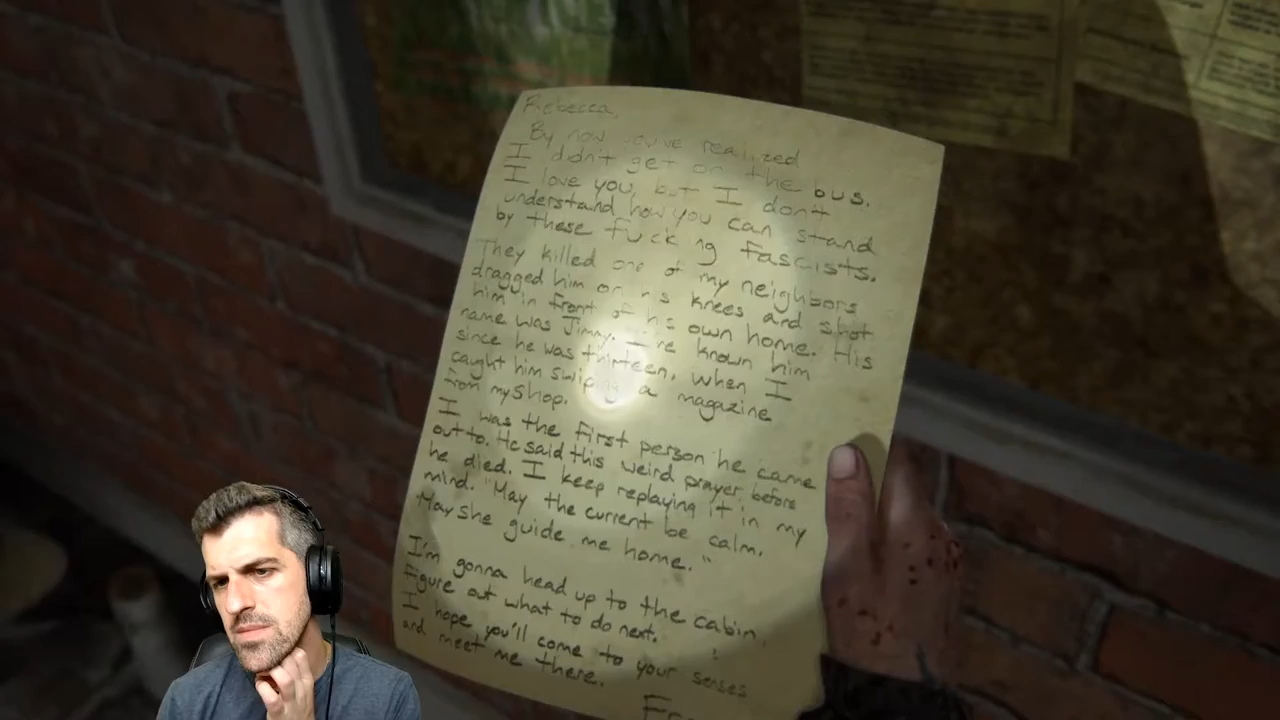 Rebecca,
By now you've realized
I didn't get on the bus.
I love you, but I don't
understand how you can stand
by these fucking fascists.
They killed one of my neighbors
dragged him on his knees and shot
him in front of his own home. His
name was Jimmy. I've known him
since he was thirteen, when I
caught him swiping a magazine
from my shop.
I was the first person he came
out to. He said this weird prayer before
he died. I keep replaying it in my
mind. "May the current be calm.
May she guide me home."
I'm gonna head up to the cabin,
figure out what to do next.
I hope you'll come to your senses
and meet me there.